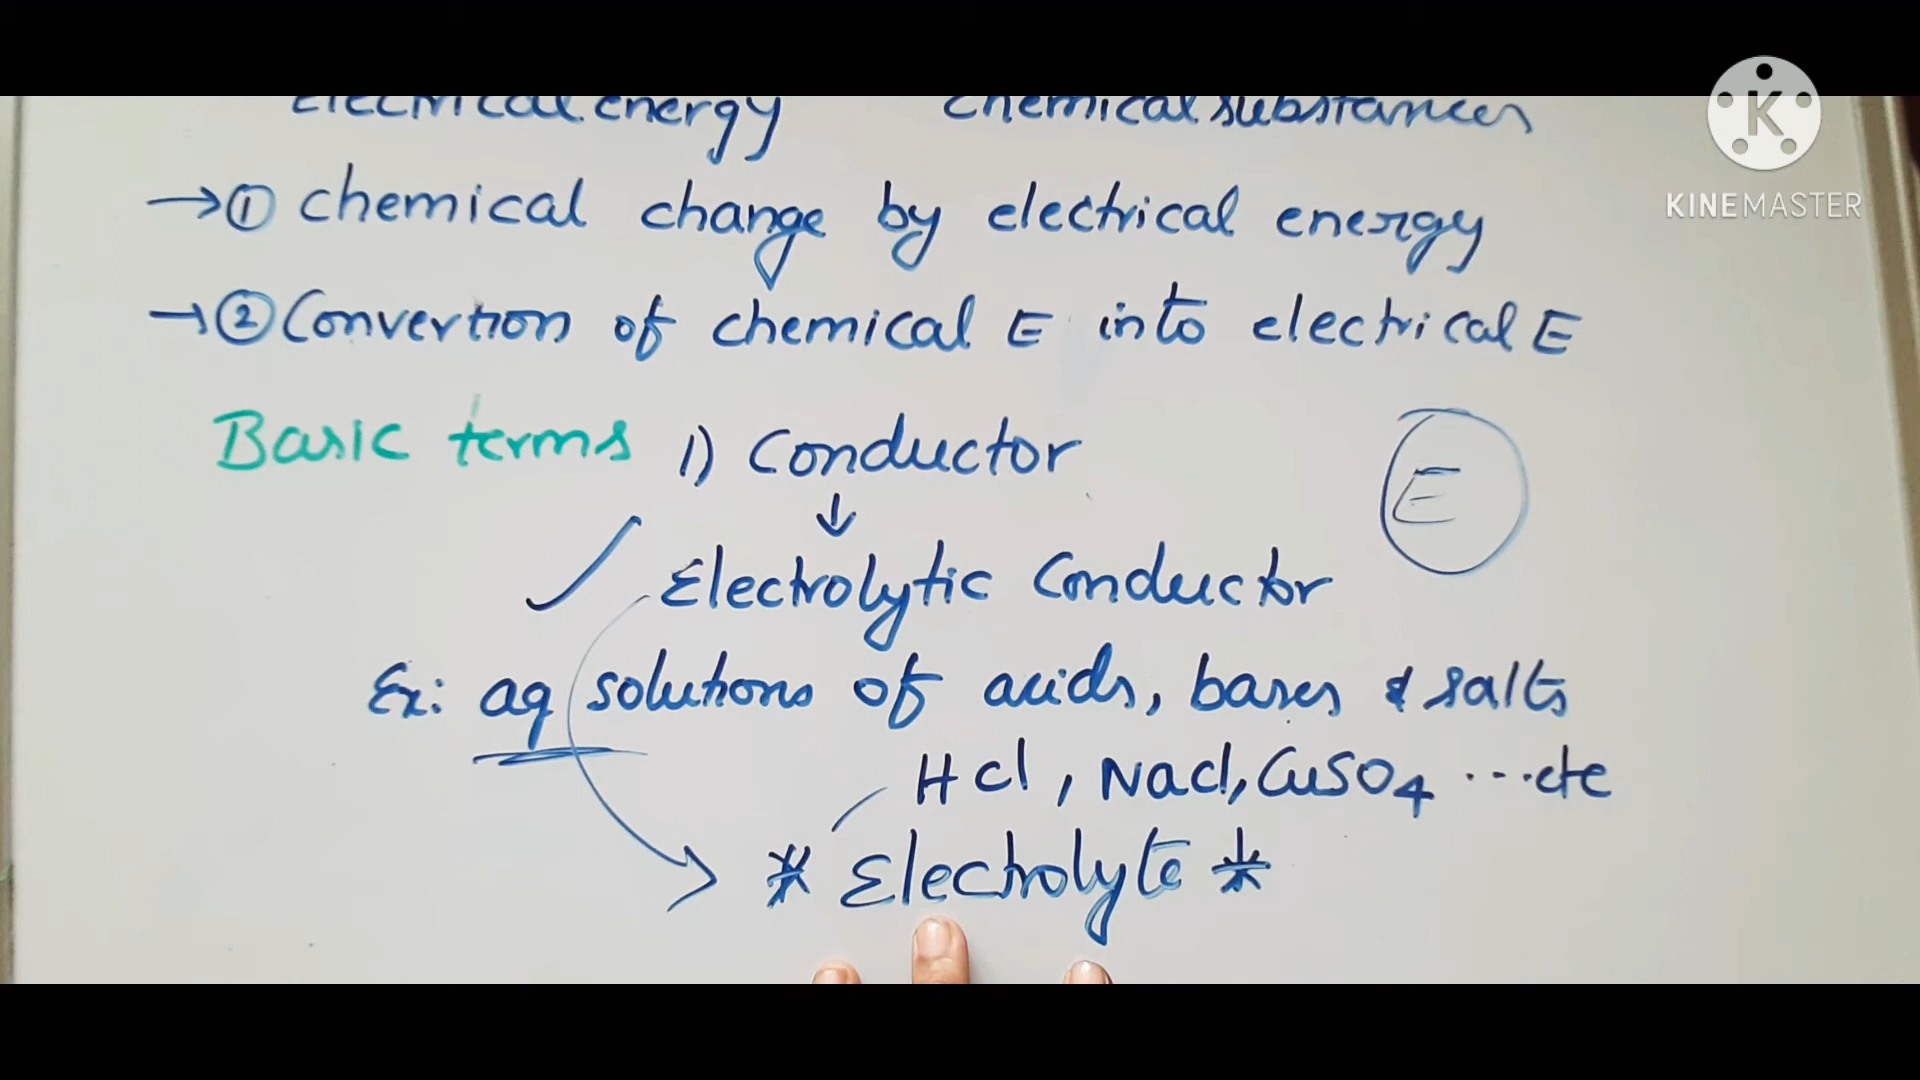 Electrical energy chemical substances
K
KINEMASTER
→ ① chemical change by electrical energy
→ ② Convertion of chemical E into electrical E
Basic terms 1) Conductor
↓
E
Electrolytic Conductor
Ex: aq solutions of acids, bases & salts
HCl, NaCl, CuSO4 ... etc
* Electrolyte *